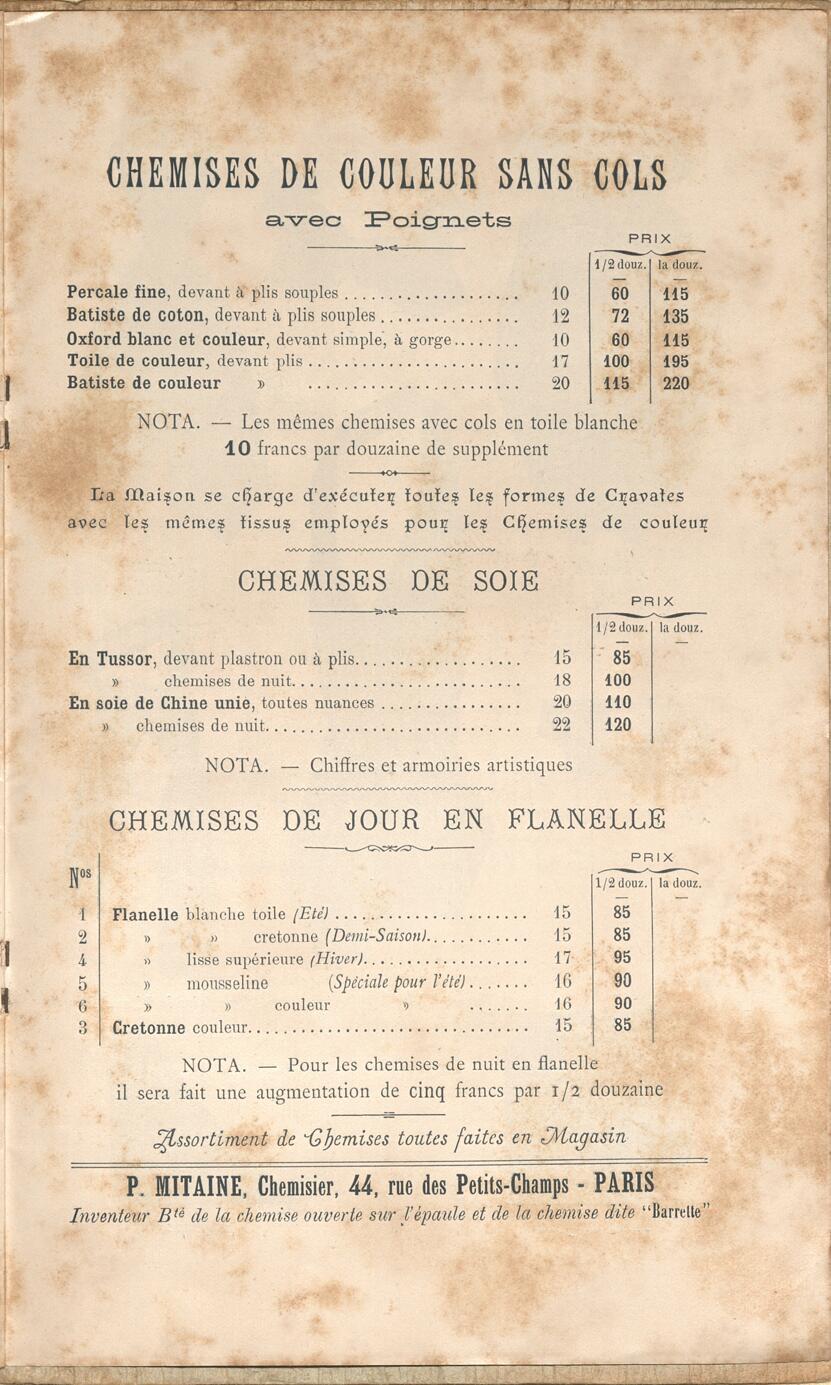 CHEMISES DE COULEUR SANS COLS
avec Poignets
PRIX
1/2 douz. la douz.
Percale fine, devant à plis souples .................... 10 60 115
Batiste de coton, devant à plis souples ............... 12 72 135
Oxford blanc et couleur, devant simple, à gorge ........ 10 60 115
Toile de couleur, devant plis ......................... 17 100 195
Batiste de couleur » ......................... 20 115 220
NOTA. — Les mêmes chemises avec cols en toile blanche
10 francs par douzaine de supplément
La Maison se charge d'exécuter toutes les formes de Cravates
avec les mêmes tissus employés pour les Chemises de couleur
CHEMISES DE SOIE
PRIX
1/2 douz. la douz.
En Tussor, devant plastron ou à plis.................. 15 85
» chemises de nuit......................... 18 100
En soie de Chine unie, toutes nuances ................ 20 110
» chemises de nuit............................ 22 120
NOTA. — Chiffres et armoiries artistiques
CHEMISES DE JOUR EN FLANELLE
PRIX
Nos 1/2 douz. la douz.
1 Flanelle blanche toile (Eté) ...................... 15 85
2 » » cretonne (Demi-Saison)............ 15 85
4 » lisse supérieure (Hiver)................... 17 95
5 » mousseline (Spéciale pour l'été) ....... 16 90
6 » » couleur » ....... 16 90
3 Cretonne couleur.............................. 15 85
NOTA. — Pour les chemises de nuit en flanelle
il sera fait une augmentation de cinq francs par 1/2 douzaine
Assortiment de Chemises toutes faites en Magasin
P. MITAINE, Chemisier, 44, rue des Petits-Champs - PARIS
Inventeur Bté de la chemise ouverte sur l'épaule et de la chemise dite "Barrette"